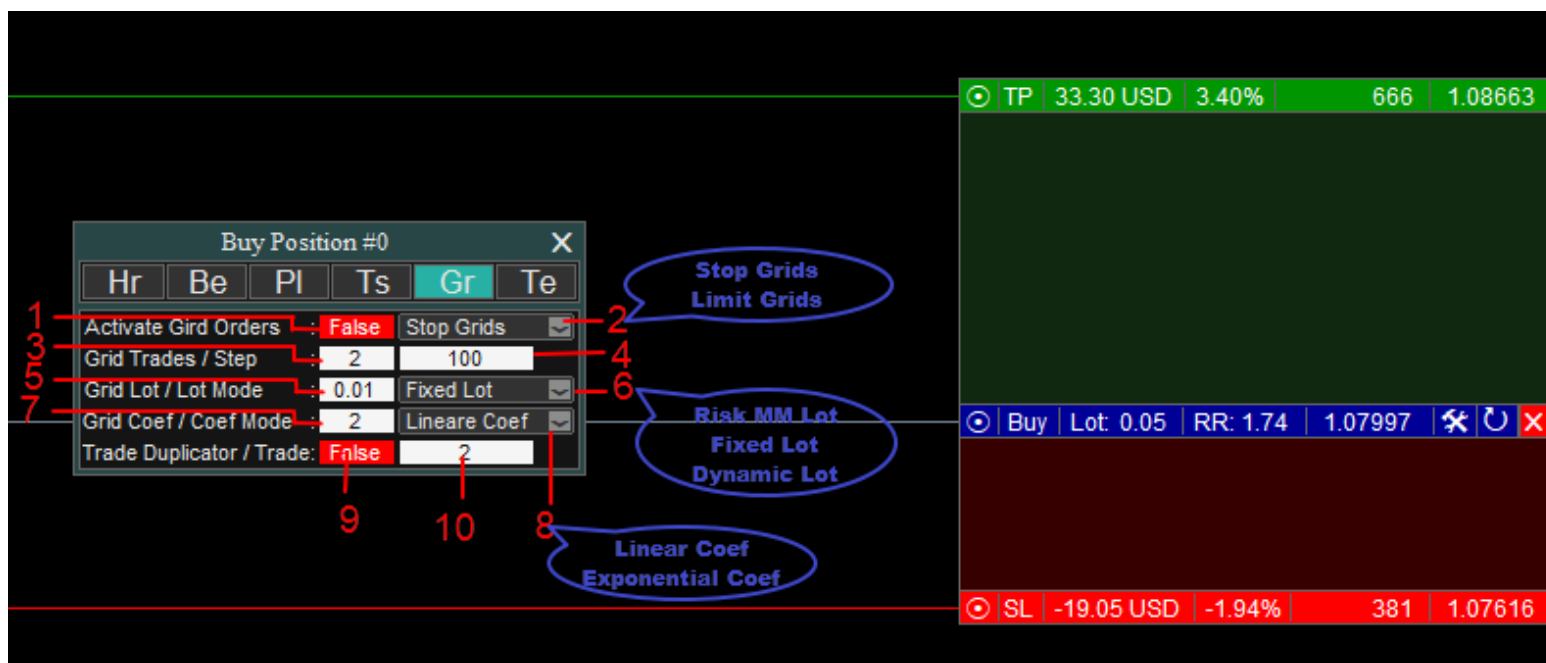 TP 33.30 USD 3.40% 666 1.08663
Buy Position #0 X
Hr Be Pl Ts Gr Te
Stop Grids
Limit Grids
1 Activate Gird Orders : False Stop Grids 2
3 Grid Trades / Step : 2 100 4
5 Grid Lot / Lot Mode : 0.01 Fixed Lot 6
7 Grid Coef / Coef Mode : 2 Lineare Coef
Trade Duplicator / Trade: False 2
Risk MM Lot
Fixed Lot
Dynamic Lot
Buy Lot: 0.05 RR: 1.74 1.07997
9 10 8
Linear Coef
Exponential Coef
SL -19.05 USD -1.94% 381 1.07616